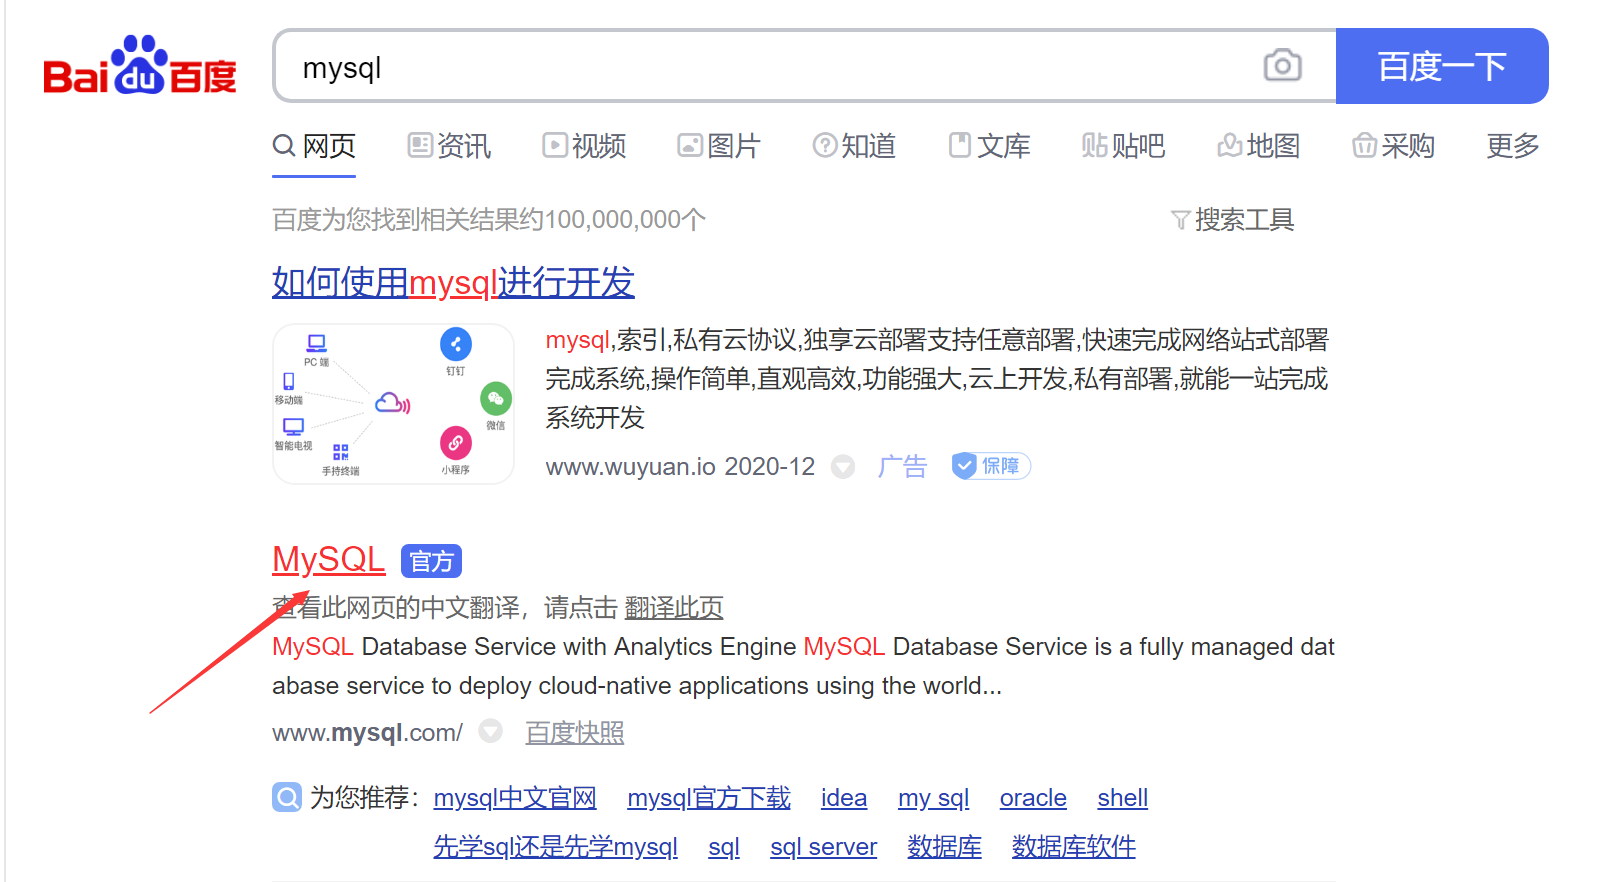 Bai du 百度
mysql
百度一下
网页 资讯 视频 图片 知道 文库 贴 贴吧 地图 采购 更多
百度为您找到相关结果约100,000,000个
搜索工具
如何使用mysql进行开发
PC 端
移动端
智能电视
手持终端
钉钉
微信
小程序
mysql,索引,私有云协议,独享云部署支持任意部署,快速完成网络站式部署
完成系统,操作简单,直观高效,功能强大,云上开发,私有部署,就能一站完成
系统开发
www.wuyuan.io 2020-12 广告 保障
MySQL 官方
查看此网页的中文翻译，请点击 翻译此页
MySQL Database Service with Analytics Engine MySQL Database Service is a fully managed dat
abase service to deploy cloud-native applications using the world...
www.mysql.com/ 百度快照
为您推荐： mysql中文官网 mysql官方下载 idea my sql oracle shell
先学sql还是先学mysql sql sql server 数据库 数据库软件